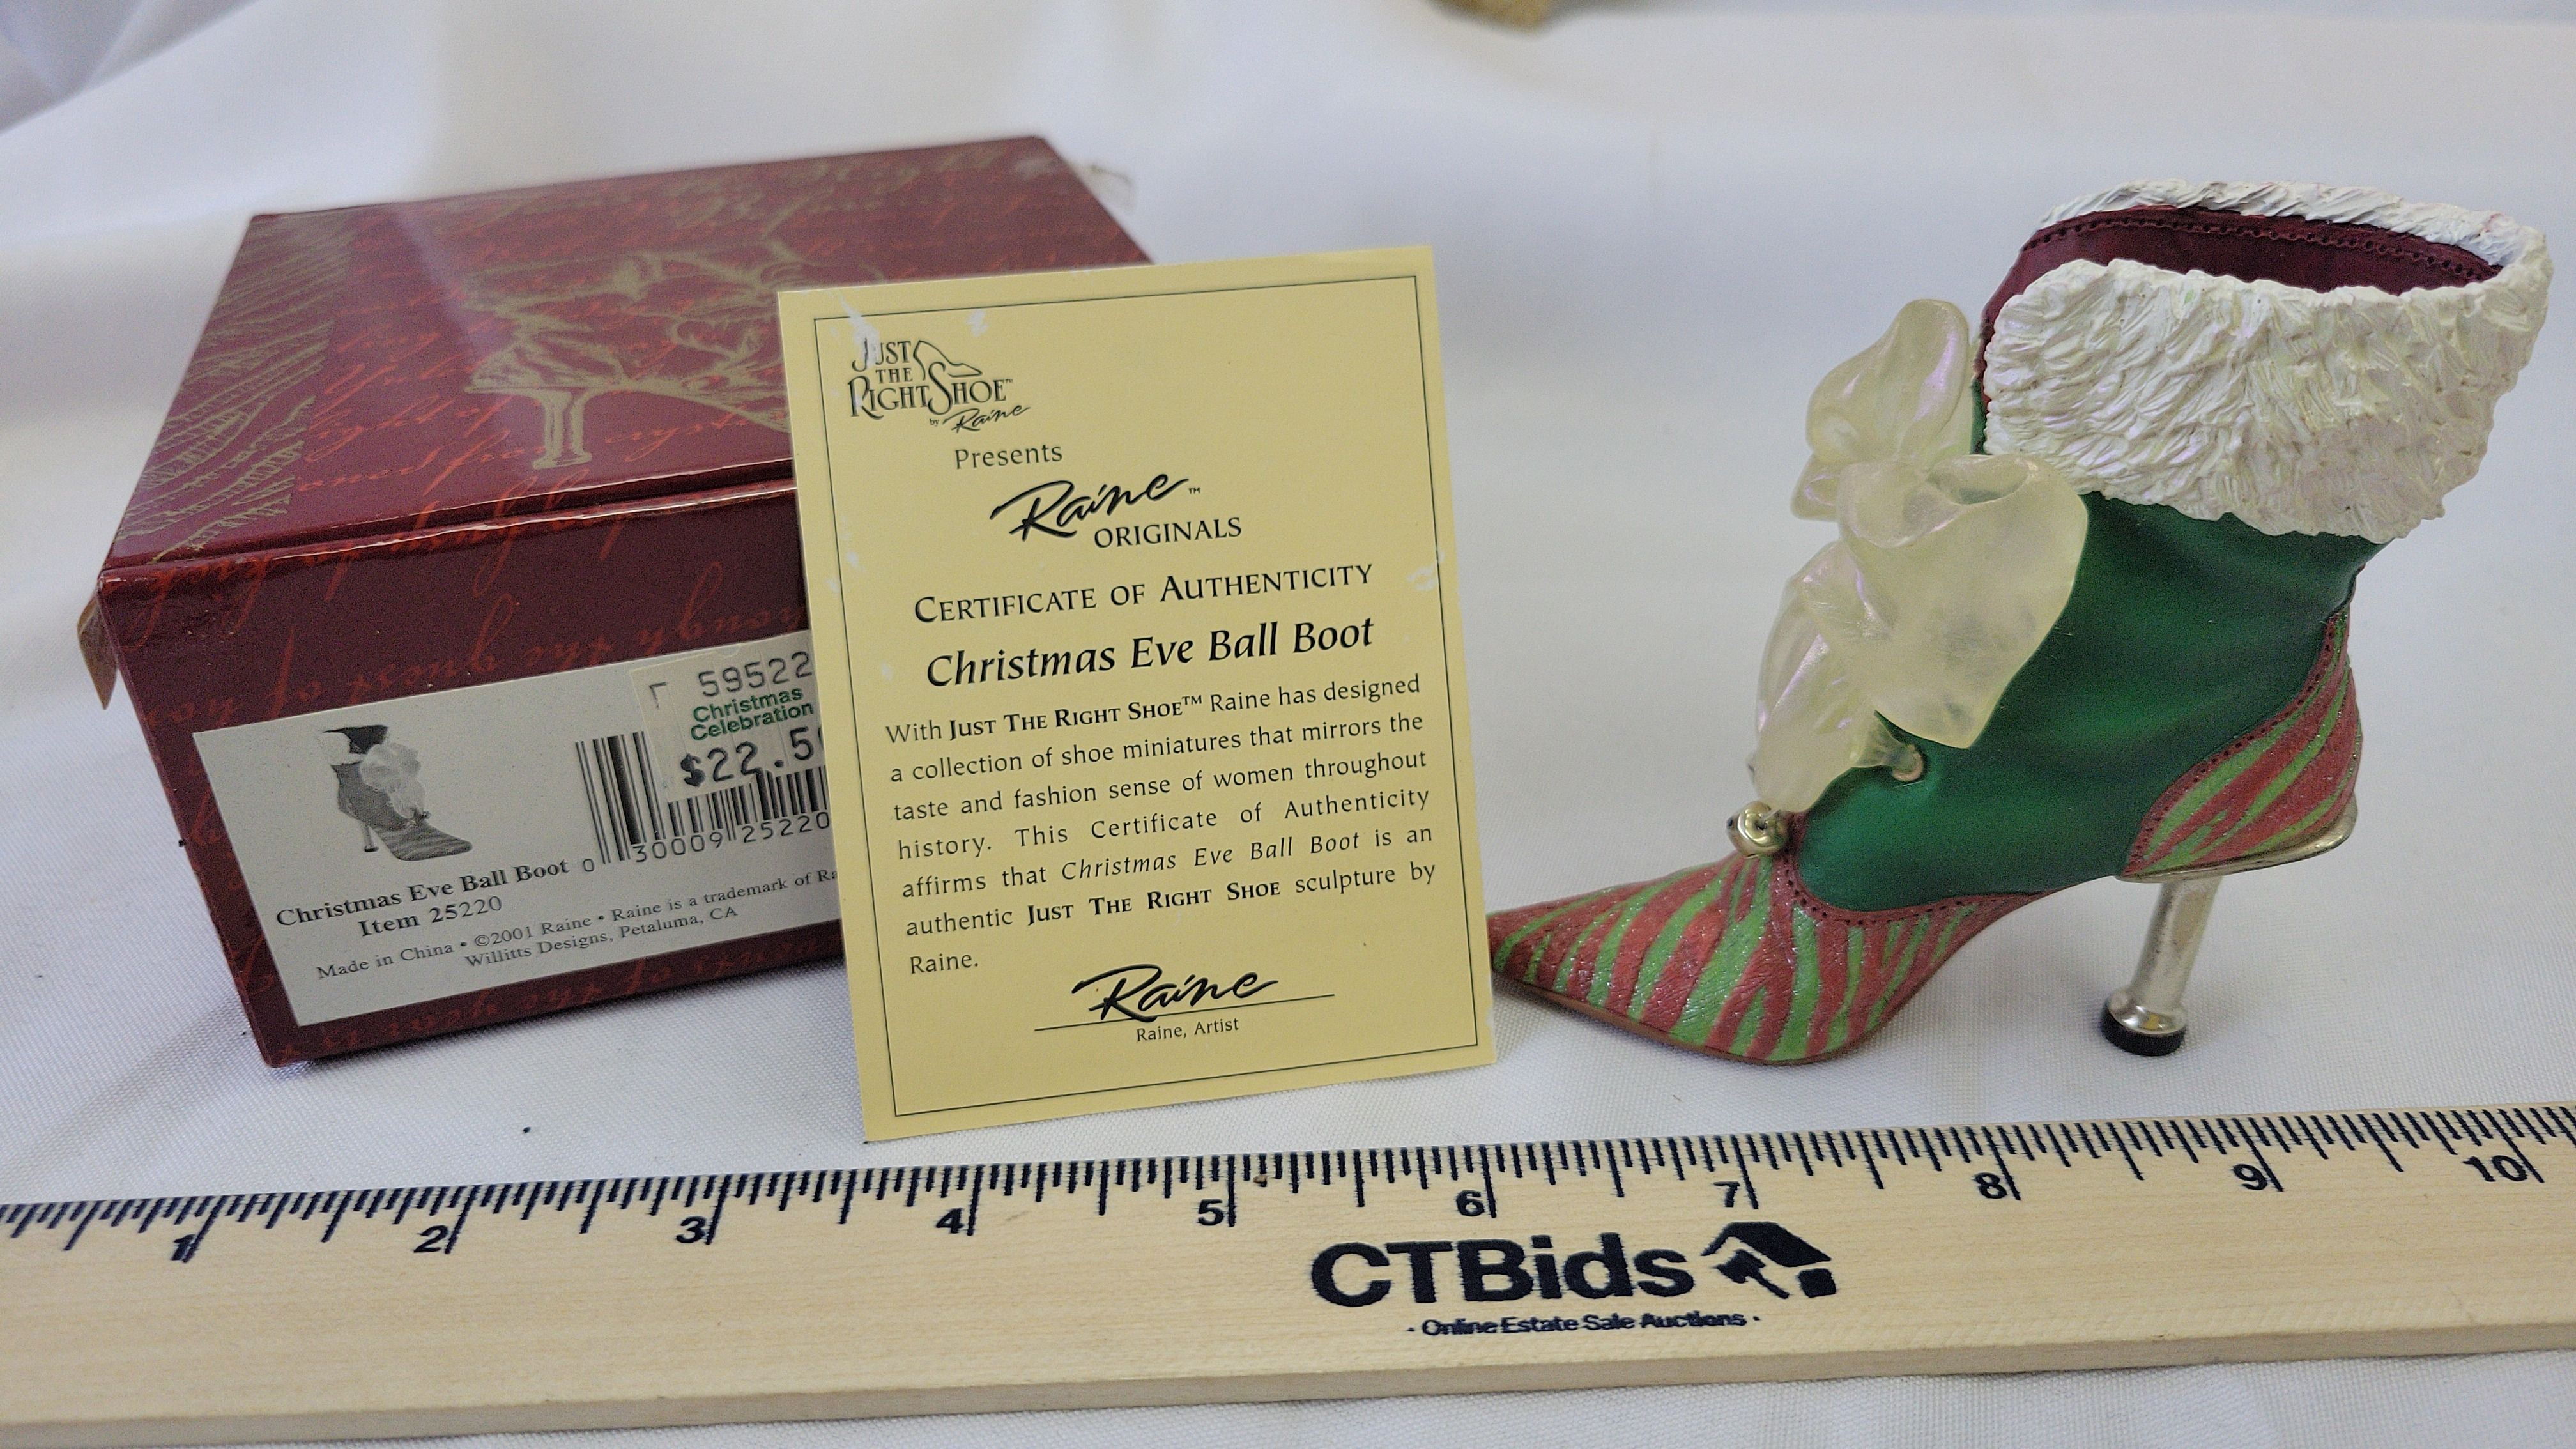 JUST
THE
RIGHT SHOE™
by Raine
Presents
Raine™
ORIGINALS
CERTIFICATE OF AUTHENTICITY
Christmas Eve Ball Boot
With JUST THE RIGHT SHOE™ Raine has designed
a collection of shoe miniatures that mirrors the
taste and fashion sense of women throughout
history. This Certificate of Authenticity
affirms that Christmas Eve Ball Boot is an
authentic JUST THE RIGHT SHOE sculpture by
Raine.
Raine
Raine, Artist
59522
Christmas
Celebration
$22.5
0 30009 25220
Christmas Eve Ball Boot
Item 25220
Made in China • ©2001 Raine • Raine is a trademark of
Willitts Designs, Petaluma, CA
1 2 3 4 5 6 7 8 9 10
CTBids
· Online Estate Sale Auctions ·